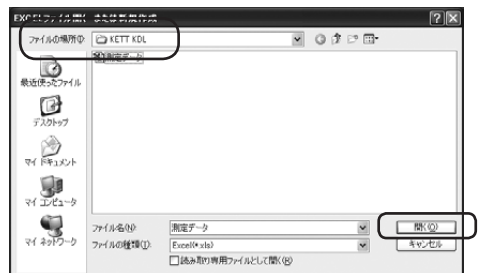 EXCELファイル開く または新規作成
ファイルの場所(I): KETT KDL
測定データ
最近使ったファイル
デスクトップ
マイ ドキュメント
マイ コンピュータ
マイ ネットワーク
ファイル名(N): 測定データ 開く(O)
ファイルの種類(T): Excel(*.xls) キャンセル
読み取り専用ファイルとして開く(R)